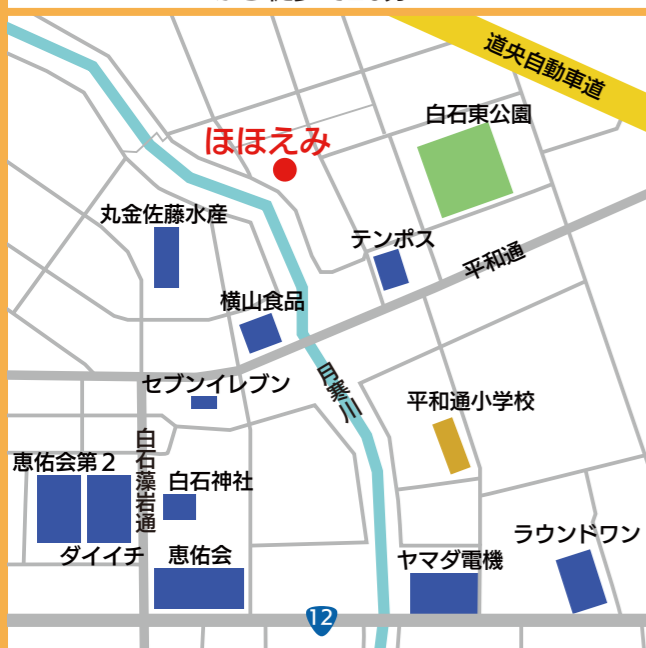 道央自動車道
白石東公園
ほほえみ
丸金佐藤水産
テンポス
平和通
横山食品
セブンイレブン
月寒川
平和通小学校
白石藻岩通
恵佑会第2
白石神社
ダイイチ
恵佑会
ヤマダ電機
ラウンドワン
12